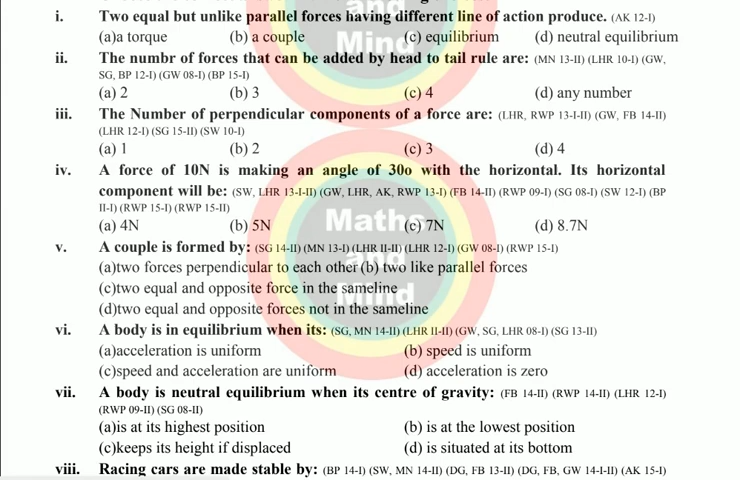 i. Two equal but unlike parallel forces having different line of action produce. (AK 12-I)
(a)a torque (b) a couple (c) equilibrium (d) neutral equilibrium
ii. The numbr of forces that can be added by head to tail rule are: (MN 13-II) (LHR 10-I) (GW,
SG, BP 12-I) (GW 08-I) (BP 15-I)
(a) 2 (b) 3 (c) 4 (d) any number
iii. The Number of perpendicular components of a force are: (LHR, RWP 13-I-II) (GW, FB 14-II)
(LHR 12-I) (SG 15-II) (SW 10-I)
(a) 1 (b) 2 (c) 3 (d) 4
iv. A force of 10N is making an angle of 30o with the horizontal. Its horizontal
component will be: (SW, LHR 13-I-II) (GW, LHR, AK, RWP 13-I) (FB 14-II) (RWP 09-I) (SG 08-I) (SW 12-I) (BP
II-I) (RWP 15-I) (RWP 15-II)
(a) 4N (b) 5N (c) 7N (d) 8.7N
v. A couple is formed by: (SG 14-II) (MN 13-I) (LHR II-II) (LHR 12-I) (GW 08-I) (RWP 15-I)
(a)two forces perpendicular to each other (b) two like parallel forces
(c)two equal and opposite force in the sameline
(d)two equal and opposite forces not in the sameline
vi. A body is in equilibrium when its: (SG, MN 14-II) (LHR II-II) (GW, SG, LHR 08-I) (SG 13-II)
(a)acceleration is uniform (b) speed is uniform
(c)speed and acceleration are uniform (d) acceleration is zero
vii. A body is neutral equilibrium when its centre of gravity: (FB 14-II) (RWP 14-II) (LHR 12-I)
(RWP 09-II) (SG 08-II)
(a)is at its highest position (b) is at the lowest position
(c)keeps its height if displaced (d) is situated at its bottom
viii. Racing cars are made stable by: (BP 14-I) (SW, MN 14-II) (DG, FB 13-II) (DG, FB, GW 14-I-II) (AK 15-I)
and
Mind
Maths
and
Mind